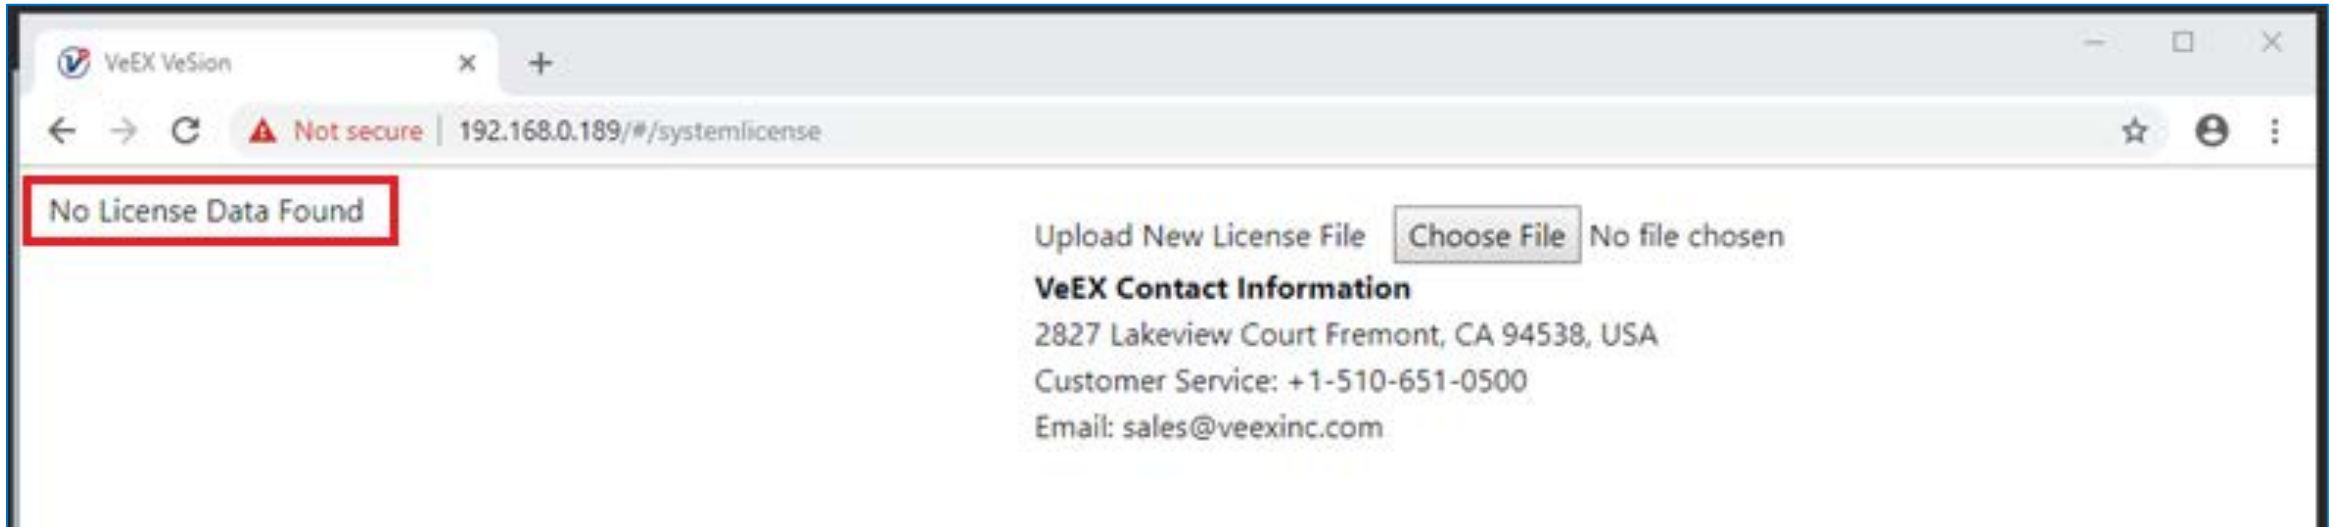 VeEX VeSion
Not secure | 192.168.0.189/#/systemlicense
No License Data Found
Upload New License File Choose File No file chosen
VeEX Contact Information
2827 Lakeview Court Fremont, CA 94538, USA
Customer Service: +1-510-651-0500
Email: sales@veexinc.com